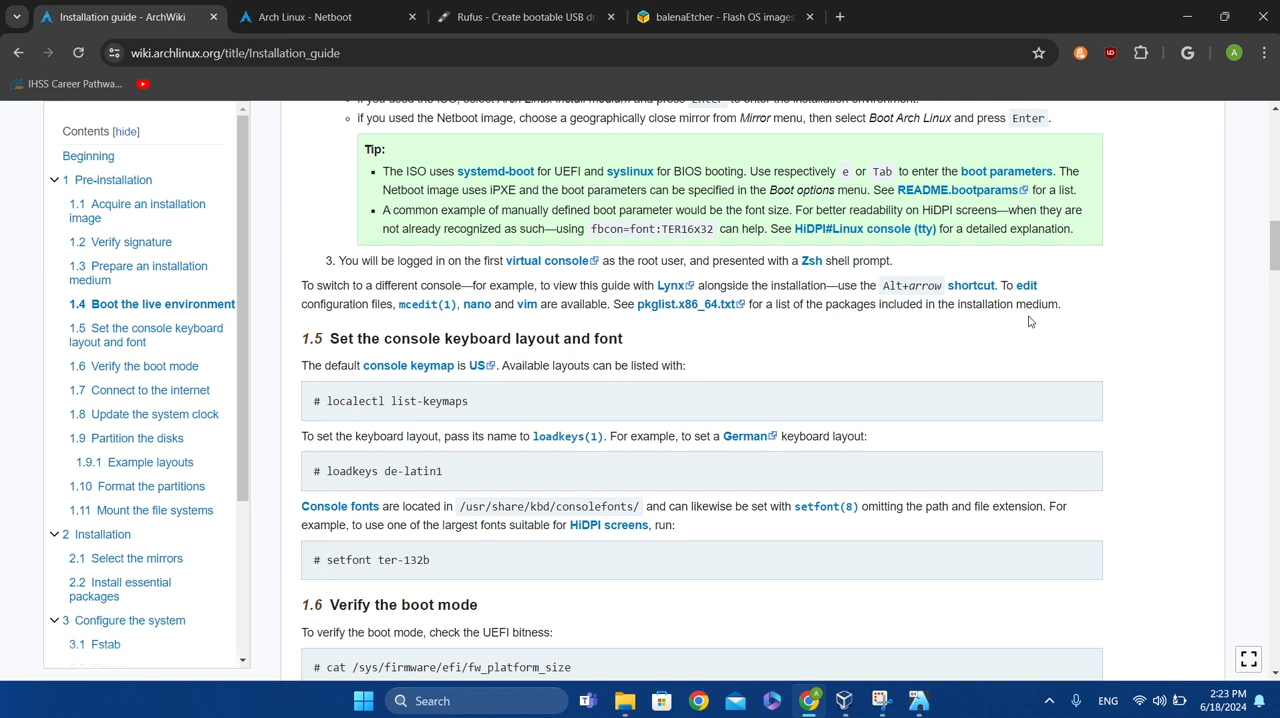 Installation guide - ArchWiki
Arch Linux - Netboot
Rufus - Create bootable USB dr
balenaEtcher - Flash OS images
wiki.archlinux.org/title/Installation_guide
A
IHSS Career Pathwa...
Contents [hide]
Beginning
1 Pre-installation
1.1 Acquire an installation
image
1.2 Verify signature
1.3 Prepare an installation
medium
1.4 Boot the live environment
1.5 Set the console keyboard
layout and font
1.6 Verify the boot mode
1.7 Connect to the internet
1.8 Update the system clock
1.9 Partition the disks
1.9.1 Example layouts
1.10 Format the partitions
1.11 Mount the file systems
2 Installation
2.1 Select the mirrors
2.2 Install essential
packages
3 Configure the system
3.1 Fstab
if you used the ISO, select Arch Linux install medium and press Enter to enter the installation environment.
if you used the Netboot image, choose a geographically close mirror from Mirror menu, then select Boot Arch Linux and press Enter.
Tip:
The ISO uses systemd-boot for UEFI and syslinux for BIOS booting. Use respectively e or Tab to enter the boot parameters. The
Netboot image uses iPXE and the boot parameters can be specified in the Boot options menu. See README.bootparams for a list.
A common example of manually defined boot parameter would be the font size. For better readability on HiDPI screens—when they are
not already recognized as such—using fbcon=font:TER16x32 can help. See HiDPI#Linux console (tty) for a detailed explanation.
3. You will be logged in on the first virtual console as the root user, and presented with a Zsh shell prompt.
To switch to a different console—for example, to view this guide with Lynx alongside the installation—use the Alt+arrow shortcut. To edit
configuration files, mcedit(1), nano and vim are available. See pkglist.x86_64.txt for a list of the packages included in the installation medium.
1.5 Set the console keyboard layout and font
The default console keymap is US. Available layouts can be listed with:
# localectl list-keymaps
To set the keyboard layout, pass its name to loadkeys(1). For example, to set a German keyboard layout:
# loadkeys de-latin1
Console fonts are located in /usr/share/kbd/consolefonts/ and can likewise be set with setfont(8) omitting the path and file extension. For
example, to use one of the largest fonts suitable for HiDPI screens, run:
# setfont ter-132b
1.6 Verify the boot mode
To verify the boot mode, check the UEFI bitness:
# cat /sys/firmware/efi/fw_platform_size
Search
ENG
2:23 PM
6/18/2024